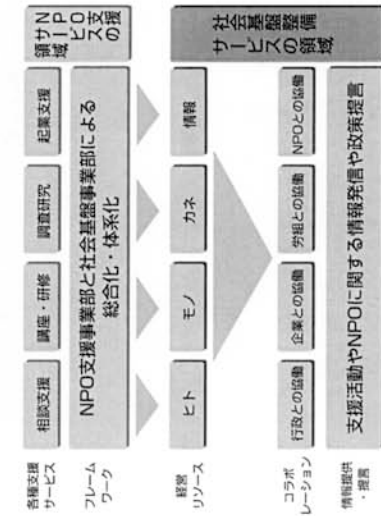 NPO支援
サービスの
領域
社会基盤整備
サービスの領域
各種支援
サービス
相談支援
講座・研修
調査研究
起業支援
フレーム
ワーク
NPO支援事業部と社会基盤事業部による
総合化・体系化
経営
リソース
ヒト
モノ
カネ
情報
コラボ
レーション
行政との協働
企業との協働
労組との協働
NPOとの協働
情報提供
・提言
支援活動やNPOに関する情報発信や政策提言